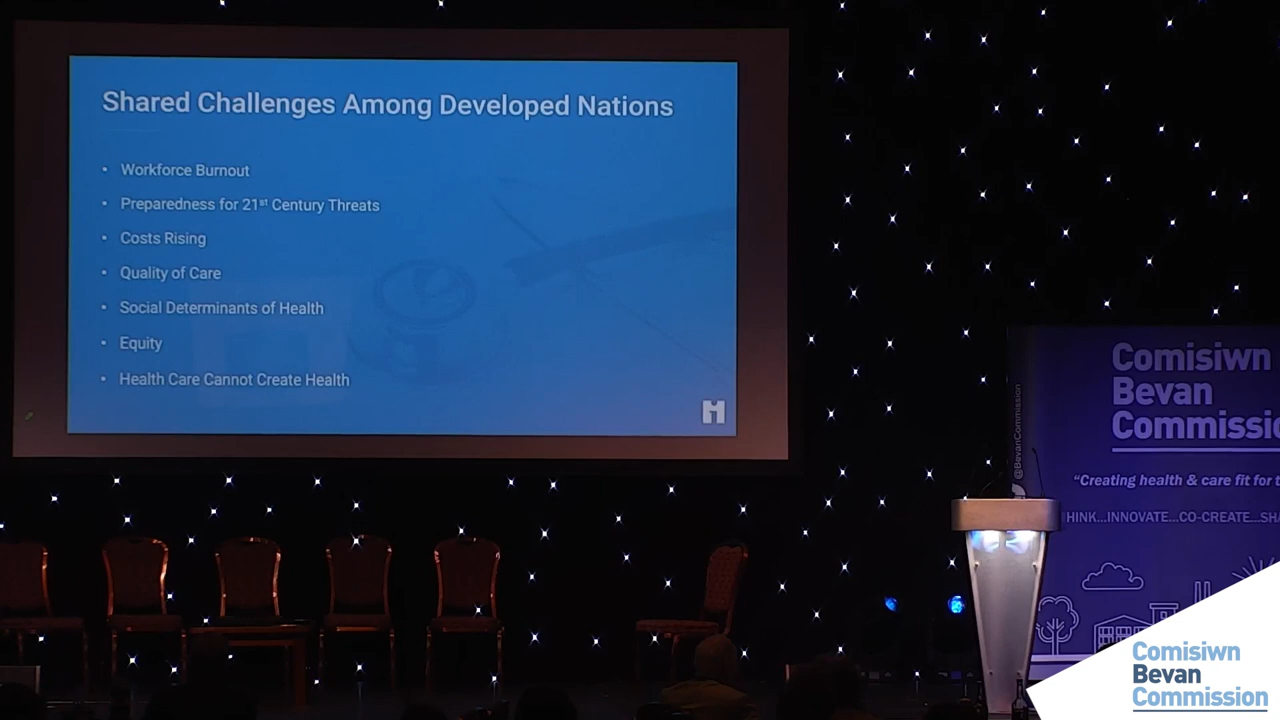 Shared Challenges Among Developed Nations
• Workforce Burnout
• Preparedness for 21st Century Threats
• Costs Rising
• Quality of Care
• Social Determinants of Health
• Equity
• Health Care Cannot Create Health
@BevanCommission
Comisiwn
Bevan
Commissio
“Creating health & care fit for t
HINK...INNOVATE...CO-CREATE...SH
Comisiwn
Bevan
Commission